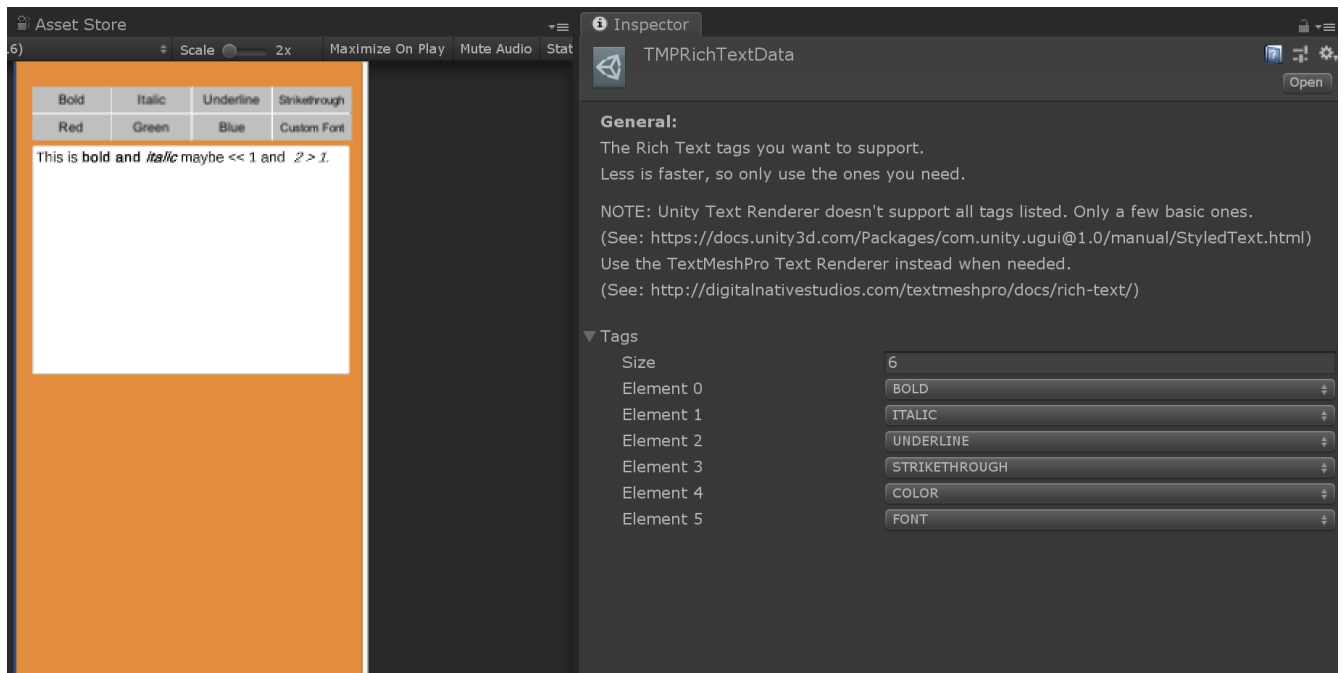 Asset Store
.6) Scale 2x Maximize On Play Mute Audio Stat
Bold Italic Underline Strikethrough
Red Green Blue Custom Font
This is bold and italic maybe << 1 and 2 > 1.
Inspector
TMPRichTextData
Open
General:
The Rich Text tags you want to support.
Less is faster, so only use the ones you need.
NOTE: Unity Text Renderer doesn't support all tags listed. Only a few basic ones.
(See: https://docs.unity3d.com/Packages/com.unity.ugui@1.0/manual/StyledText.html)
Use the TextMeshPro Text Renderer instead when needed.
(See: http://digitalnativestudios.com/textmeshpro/docs/rich-text/)
Tags
Size 6
Element 0 BOLD
Element 1 ITALIC
Element 2 UNDERLINE
Element 3 STRIKETHROUGH
Element 4 COLOR
Element 5 FONT